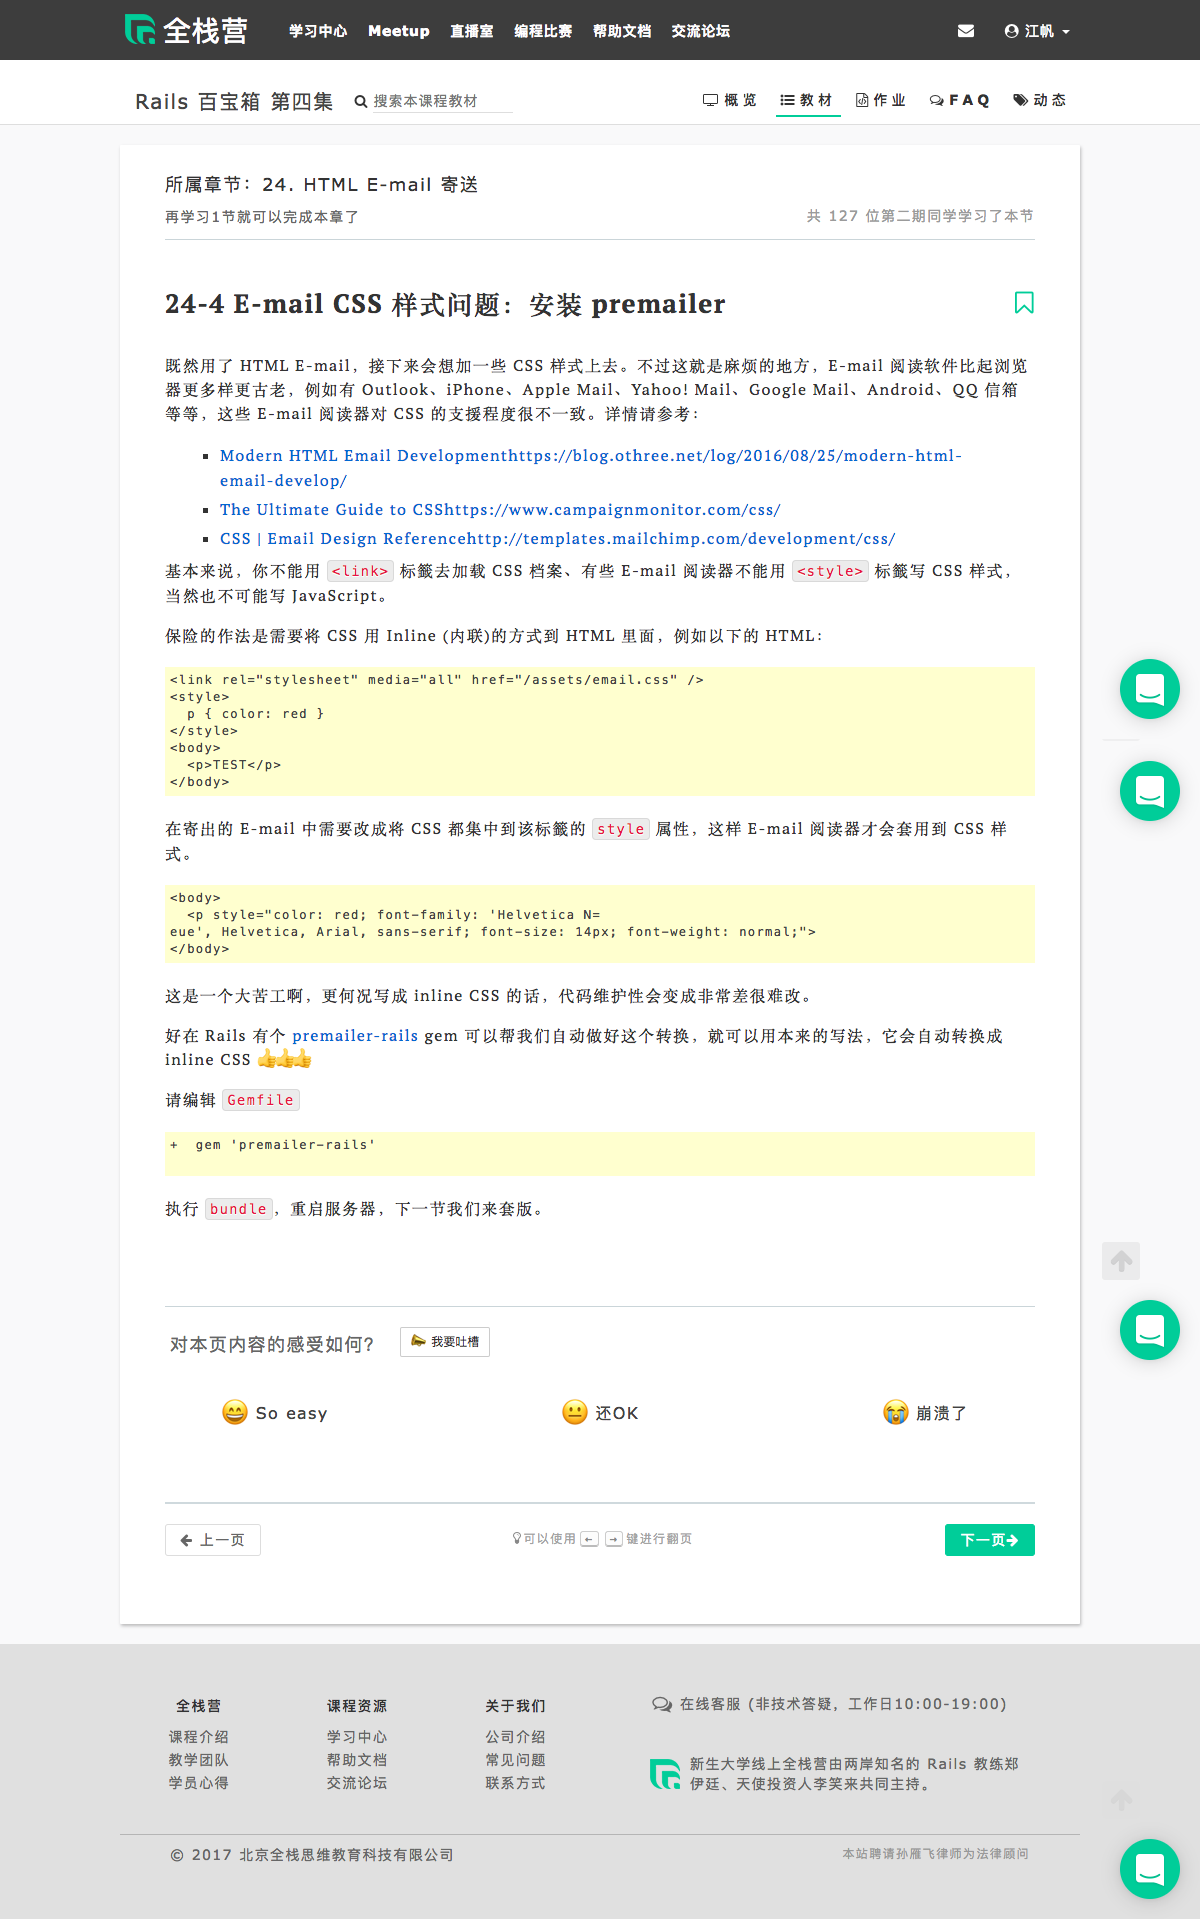 全栈营 学习中心 Meetup 直播室 编程比赛 帮助文档 交流论坛 江帆
Rails 百宝箱 第四集 搜索本课程教材 概览 教材 作业 FAQ 动态
所属章节：24. HTML E-mail 寄送
再学习1节就可以完成本章了 共 127 位第二期同学学习了本节
24-4 E-mail CSS 样式问题：安装 premailer
既然用了 HTML E-mail，接下来会想加一些 CSS 样式上去。不过这就是麻烦的地方，E-mail 阅读软件比起浏览
器更多样更古老，例如有 Outlook、iPhone、Apple Mail、Yahoo! Mail、Google Mail、Android、QQ 信箱
等等，这些 E-mail 阅读器对 CSS 的支援程度很不一致。详情请参考：
Modern HTML Email Developmenthttps://blog.othree.net/log/2016/08/25/modern-html-
email-develop/
The Ultimate Guide to CSShttps://www.campaignmonitor.com/css/
CSS | Email Design Referencehttp://templates.mailchimp.com/development/css/
基本来说，你不能用 <link> 标籤去加载 CSS 档案、有些 E-mail 阅读器不能用 <style> 标籤写 CSS 样式，
当然也不可能写 JavaScript。
保险的作法是需要将 CSS 用 Inline (内联)的方式到 HTML 里面，例如以下的 HTML：
<link rel="stylesheet" media="all" href="/assets/email.css" />
<style>
  p { color: red }
</style>
<body>
  <p>TEST</p>
</body>
在寄出的 E-mail 中需要改成将 CSS 都集中到该标籤的 style 属性，这样 E-mail 阅读器才会套用到 CSS 样
式。
<body>
  <p style="color: red; font-family: 'Helvetica N=
eue', Helvetica, Arial, sans-serif; font-size: 14px; font-weight: normal;">
</body>
这是一个大苦工啊，更何况写成 inline CSS 的话，代码维护性会变成非常差很难改。
好在 Rails 有个 premailer-rails gem 可以帮我们自动做好这个转换，就可以用本来的写法，它会自动转换成
inline CSS 👍👍👍
请编辑 Gemfile
+  gem 'premailer-rails'
执行 bundle，重启服务器，下一节我们来套版。
对本页内容的感受如何? 我要吐槽
So easy 还OK 崩溃了
上一页 可以使用 ← → 键进行翻页 下一页
全栈营 课程资源 关于我们 在线客服 (非技术答疑，工作日10:00-19:00)
课程介绍 学习中心 公司介绍
教学团队 帮助文档 常见问题 新生大学线上全栈营由两岸知名的 Rails 教练郑
学员心得 交流论坛 联系方式 伊廷、天使投资人李笑来共同主持。
© 2017 北京全栈思维教育科技有限公司 本站聘请孙雁飞律师为法律顾问